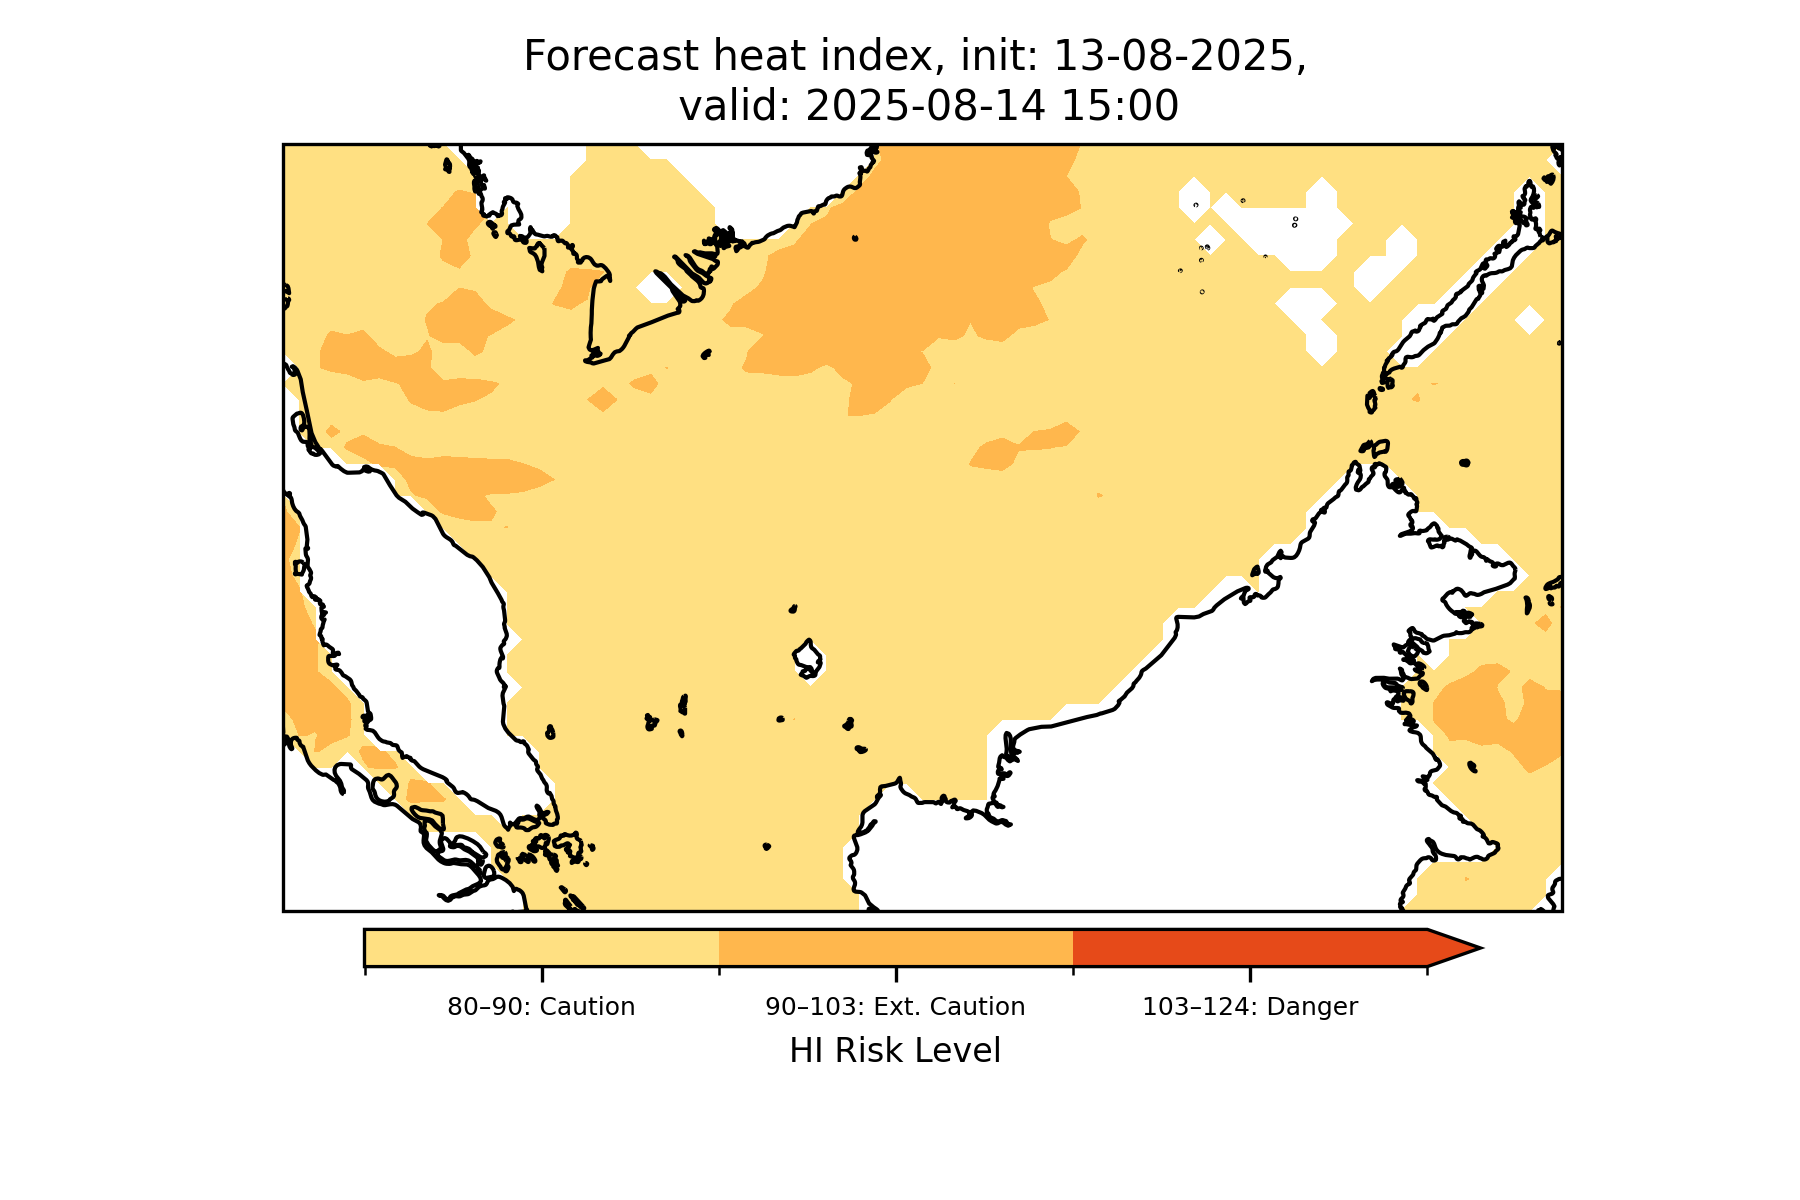 Forecast heat index, init: 13-08-2025,
valid: 2025-08-14 15:00
80–90: Caution
90–103: Ext. Caution
103–124: Danger
HI Risk Level